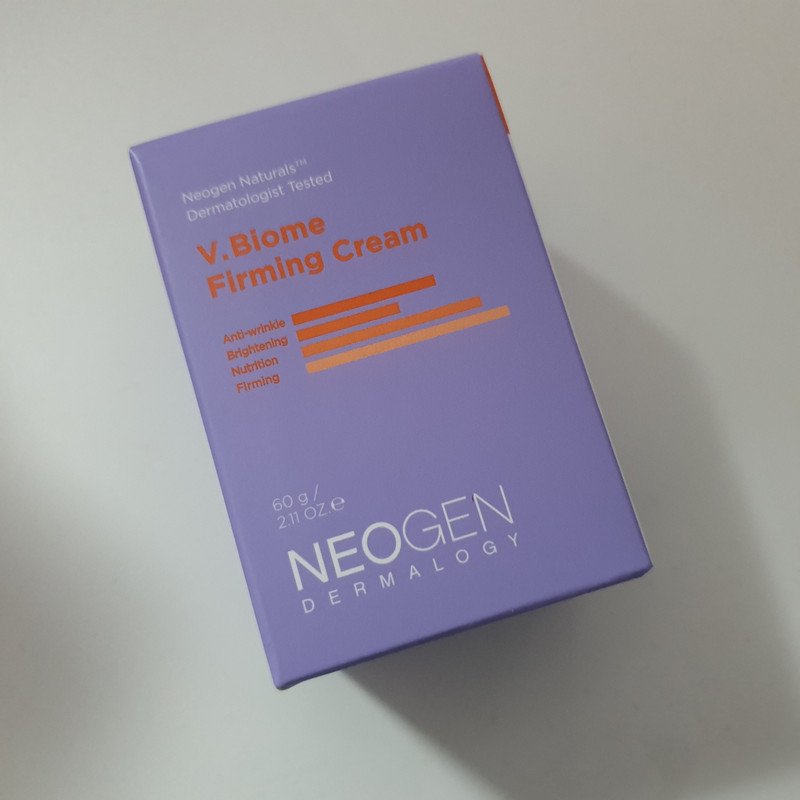 Neogen Naturals™
Dermatologist Tested
V.Biome
Firming Cream
Anti-wrinkle
Brightening
Nutrition
Firming
60 g /
2.11 OZ.℮
NEOGEN
DERMALOGY